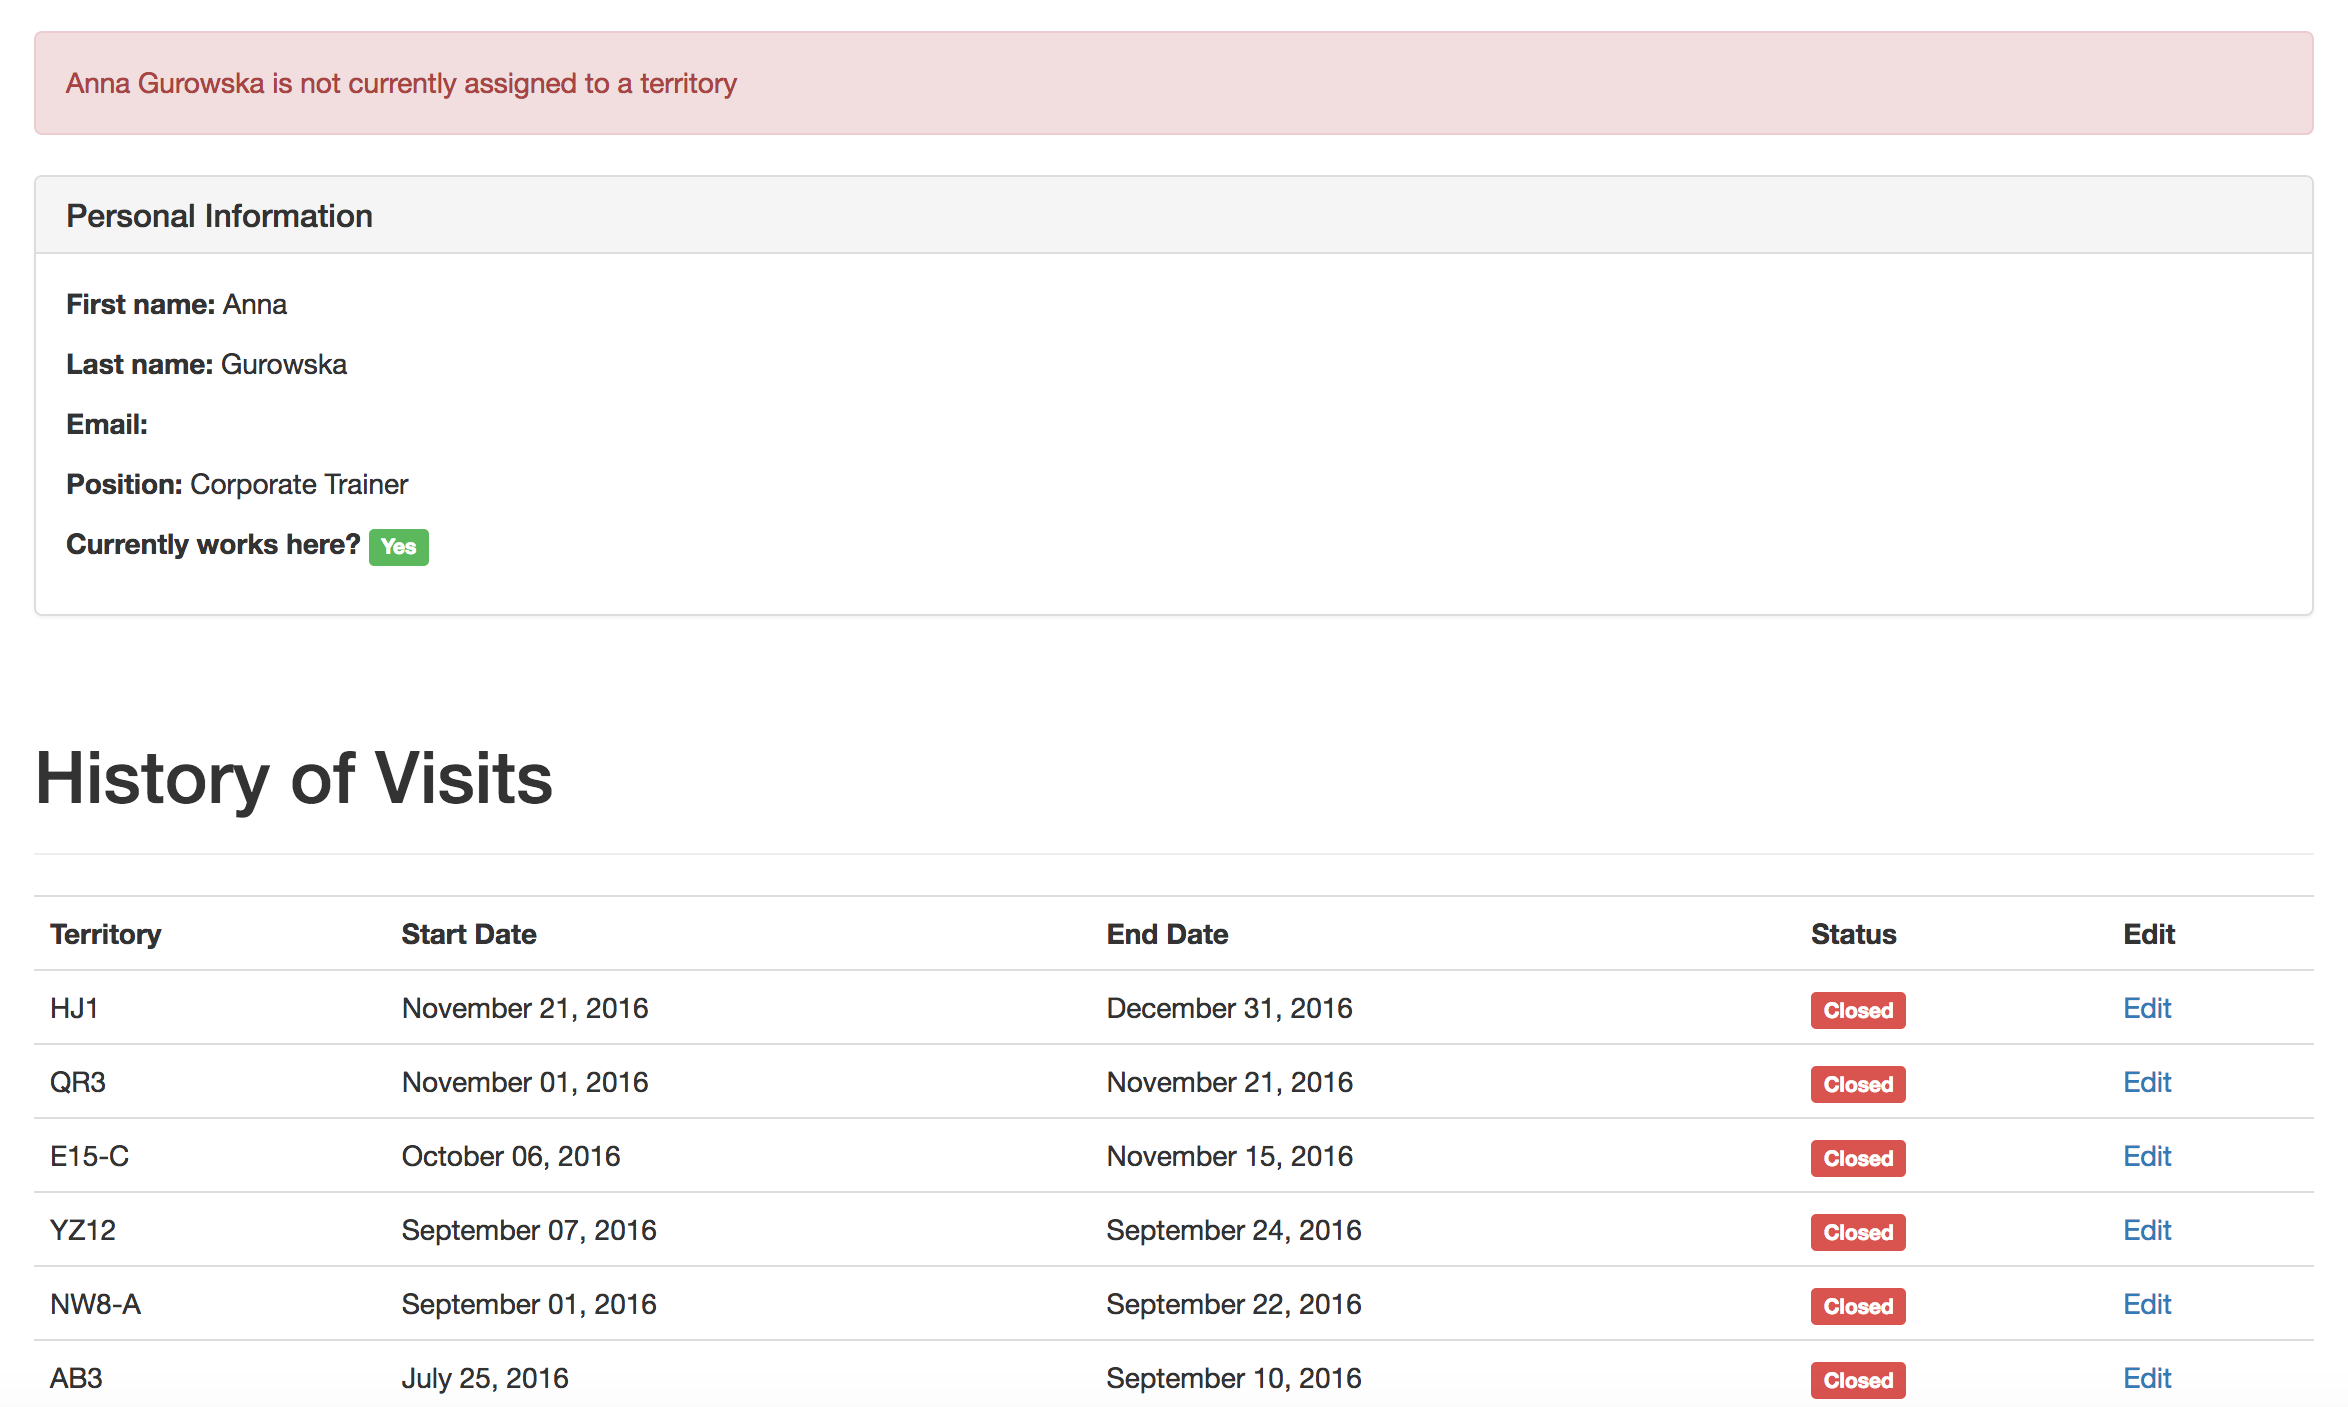 Anna Gurowska is not currently assigned to a territory
Personal Information
First name: Anna
Last name: Gurowska
Email:
Position: Corporate Trainer
Currently works here? Yes
History of Visits
Territory Start Date End Date Status Edit
HJ1 November 21, 2016 December 31, 2016 Closed Edit
QR3 November 01, 2016 November 21, 2016 Closed Edit
E15-C October 06, 2016 November 15, 2016 Closed Edit
YZ12 September 07, 2016 September 24, 2016 Closed Edit
NW8-A September 01, 2016 September 22, 2016 Closed Edit
AB3 July 25, 2016 September 10, 2016 Closed Edit